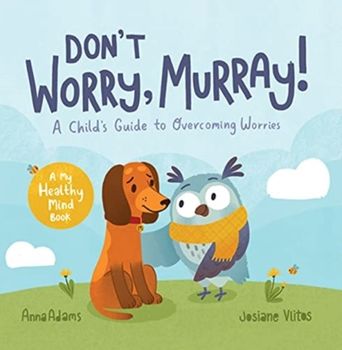 DON'T
WORRY, MURRAY!
A Child's Guide to Overcoming Worries
A My
Healthy
Mind
Book
Anna Adams
Josiane Vlitos